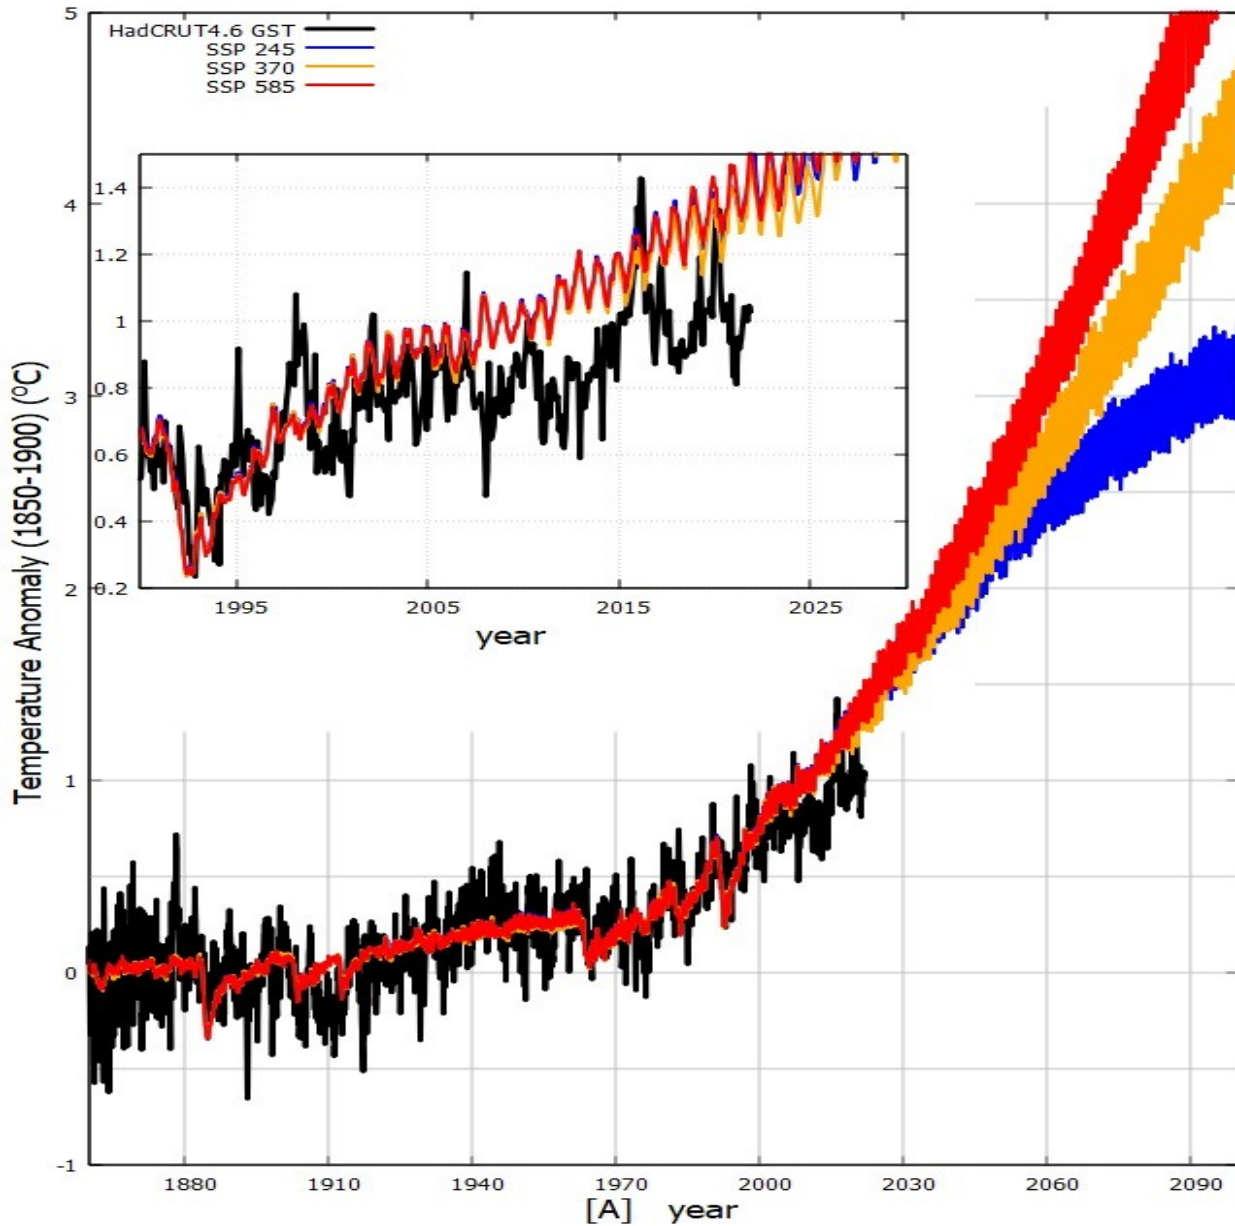 5
HadCRUT4.6 GST
SSP 245
SSP 370
SSP 585
1.4
4
1.2
1
0.8
3
0.6
0.4
2
0.2
1995 2005 2015 2025
year
Temperature Anomaly (1850-1900) (ºC)
1
0
-1
1880 1910 1940 1970 2000 2030 2060 2090
[A] year